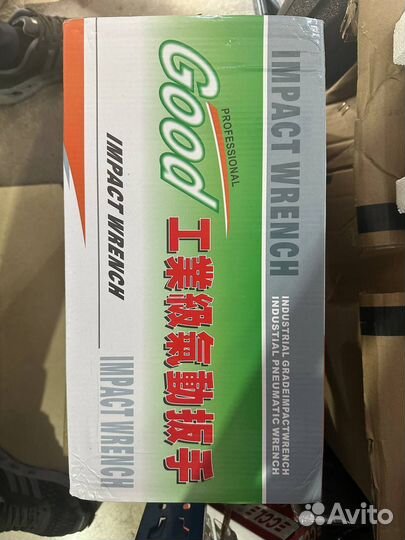 IMPACT WRENCH
Good
PROFESSIONAL
IMPACT WRENCH
工業級氣動扳手
INDUSTRIAL GRADEIMPACTWRENCH
INDUSTIAL PNEUMATIC WRENCH
IMPACT WRENCH
Avito